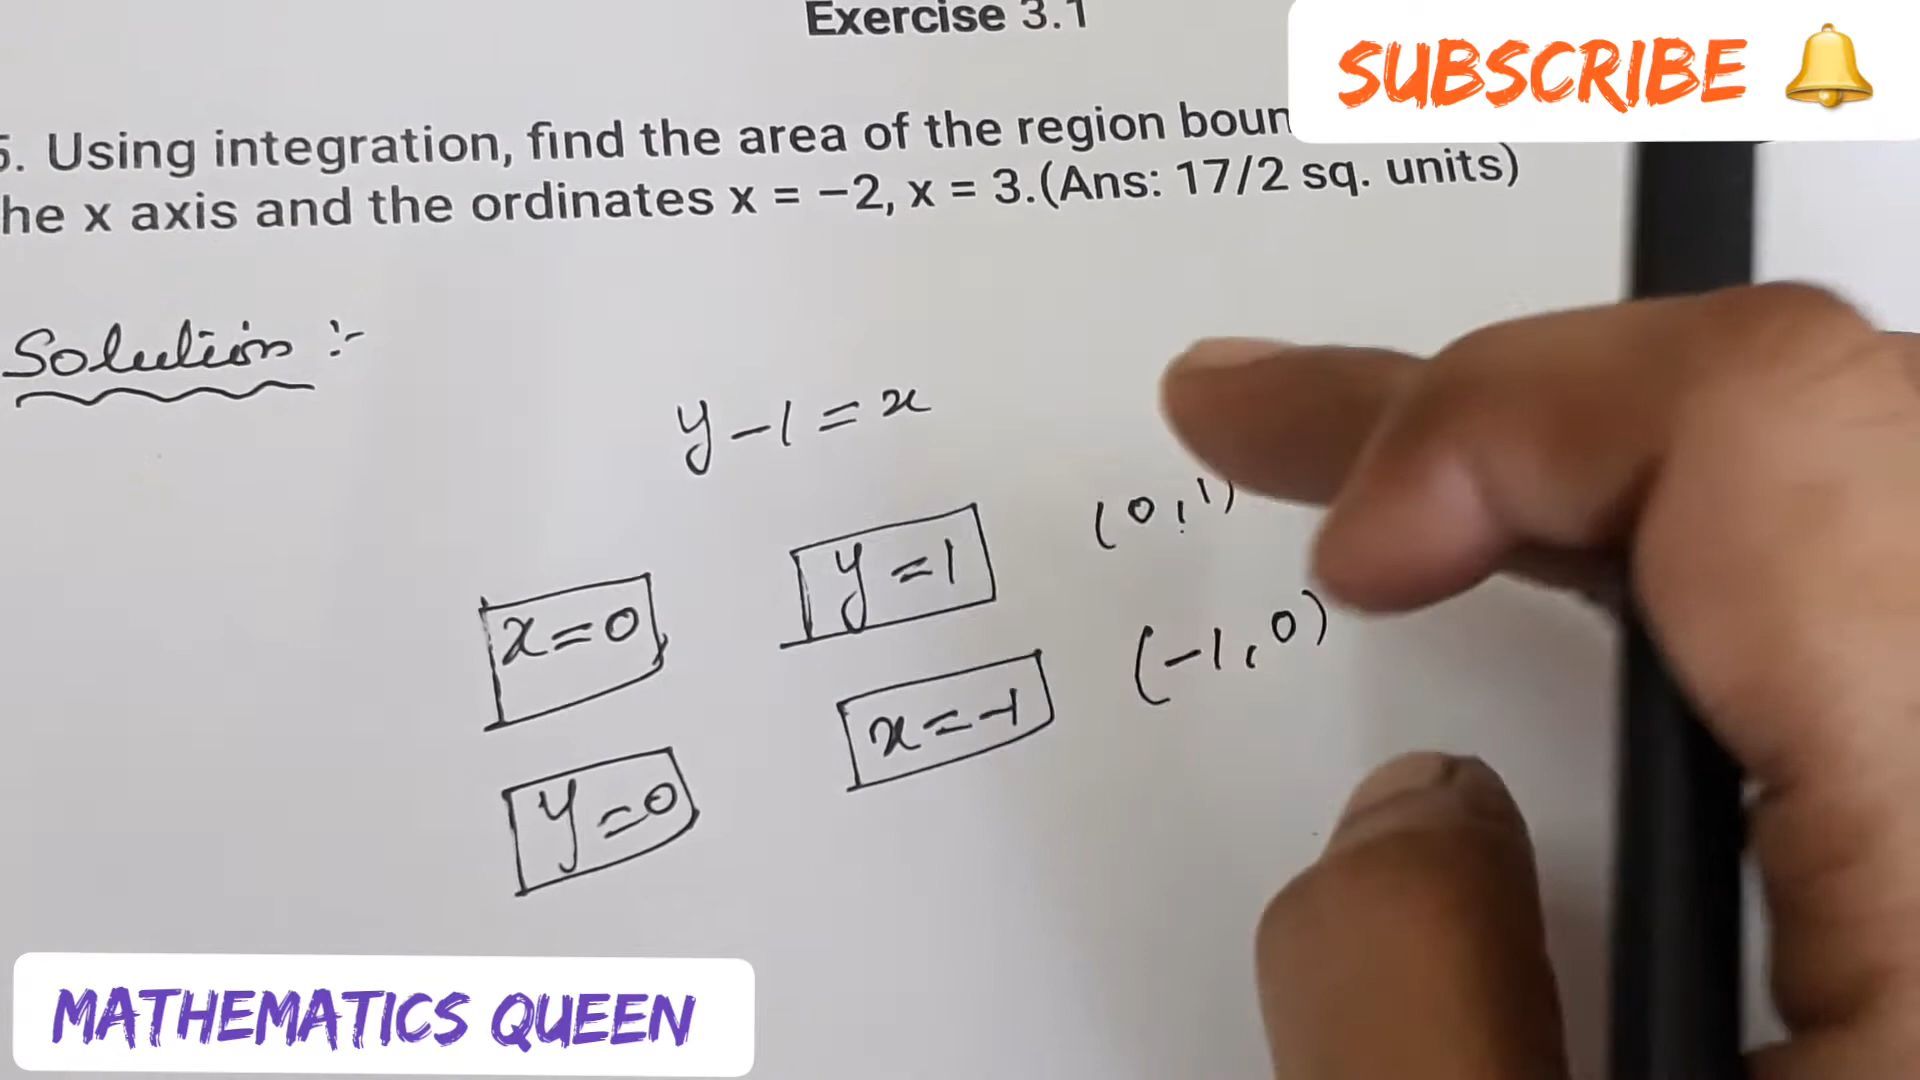 Exercise 3.1
SUBSCRIBE
5. Using integration, find the area of the region
he x axis and the ordinates x = −2, x = 3.(Ans: 17/2 sq. units)
Solution :-
y − 1 = x
x = 0
y = 1
(0, 1)
y = 0
x = −1
(−1, 0)
MATHEMATICS QUEEN